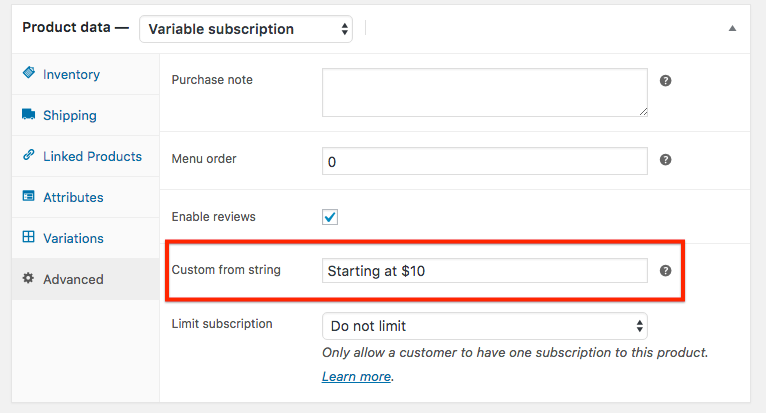 Product data — Variable subscription
Inventory
Shipping
Linked Products
Attributes
Variations
Advanced
Purchase note
Menu order 0
Enable reviews
Custom from string Starting at $10
Limit subscription Do not limit
Only allow a customer to have one subscription to this product.
Learn more.